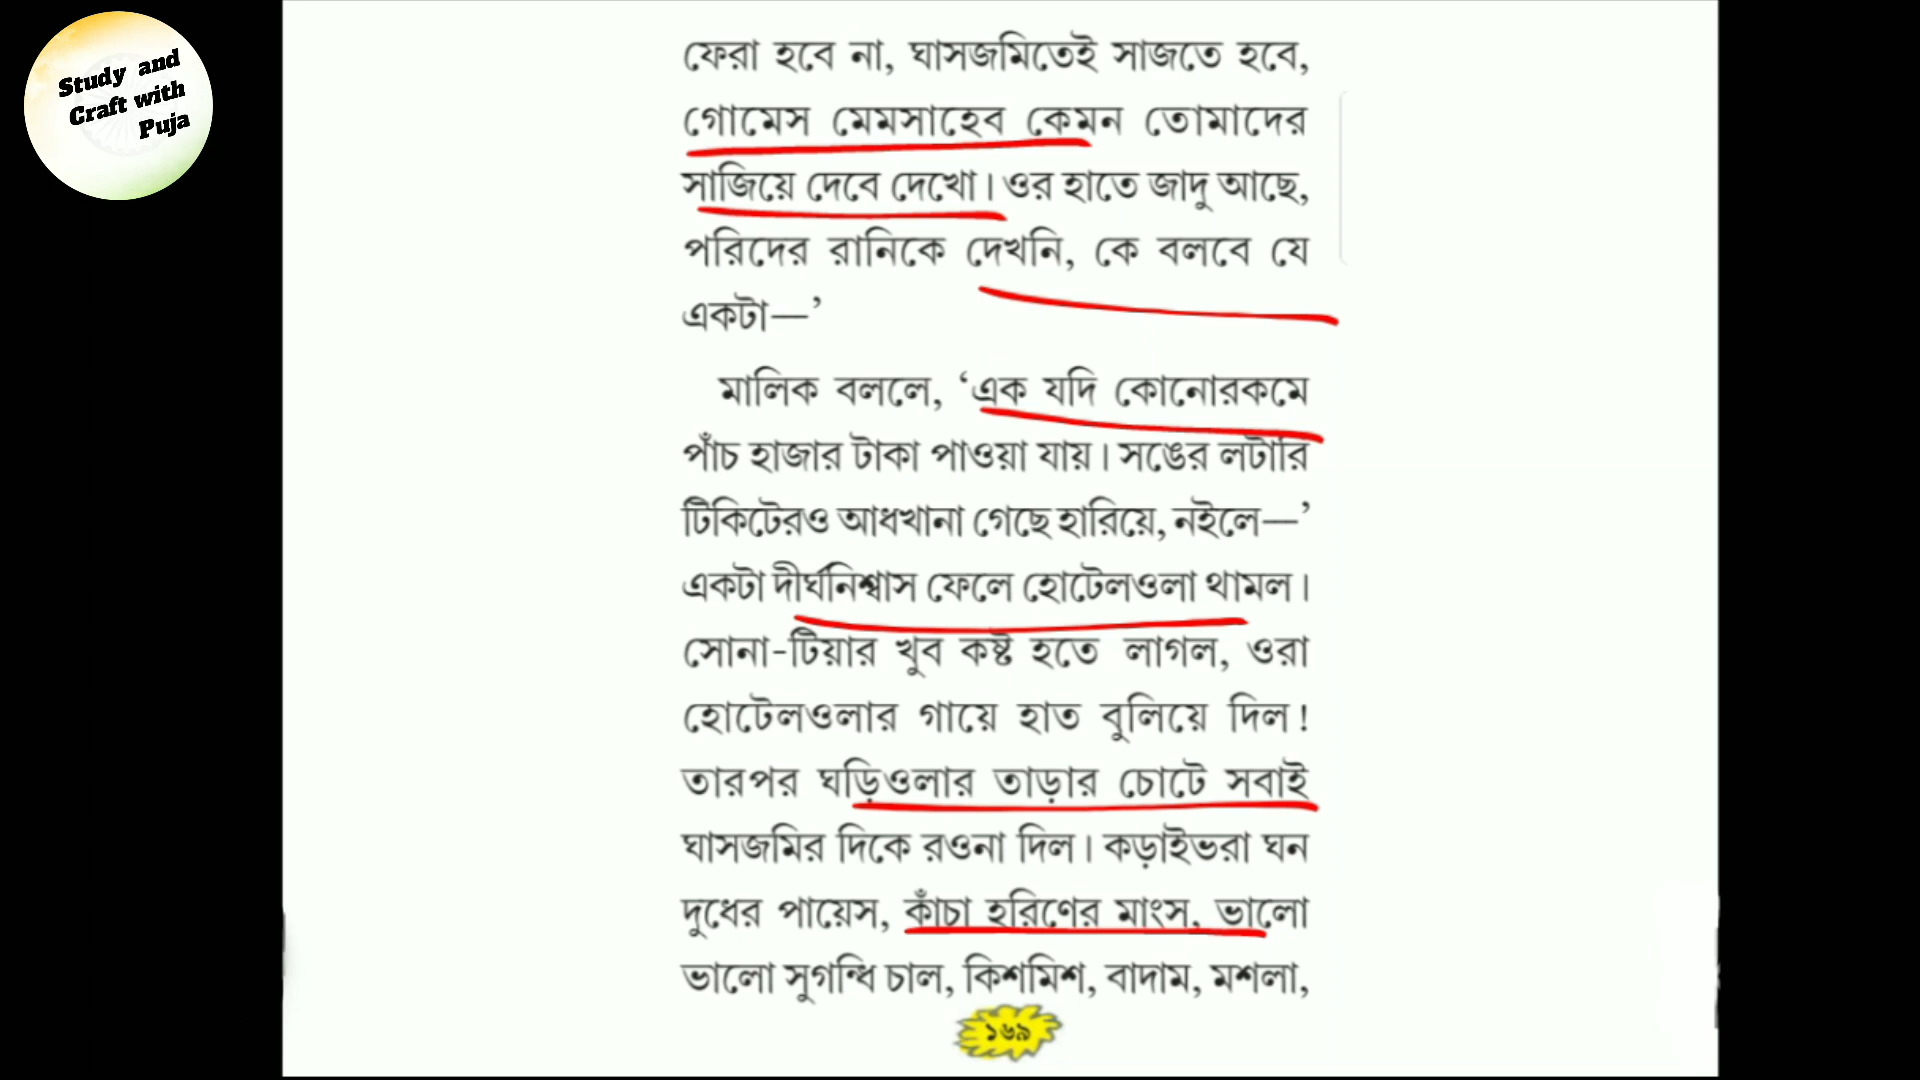 Study and
Craft with
Puja
ফেরা হবে না, ঘাসজমিতেই সাজতে হবে,
গোমেস মেমসাহেব কেমন তোমাদের
সাজিয়ে দেবে দেখো। ওর হাতে জাদু আছে,
পরিদের রানিকে দেখনি, কে বলবে যে
একটা—’
মালিক বললে, ‘এক যদি কোনোরকমে
পাঁচ হাজার টাকা পাওয়া যায়। সঙের লটারি
টিকিটেরও আধখানা গেছে হারিয়ে, নইলে—’
একটা দীর্ঘনিশ্বাস ফেলে হোটেলওলা থামল।
সোনা-টিয়ার খুব কষ্ট হতে লাগল, ওরা
হোটেলওলার গায়ে হাত বুলিয়ে দিল!
তারপর ঘড়িওলার তাড়ার চোটে সবাই
ঘাসজমির দিকে রওনা দিল। কড়াইভরা ঘন
দুধের পায়েস, কাঁচা হরিণের মাংস, ভালো
ভালো সুগন্ধি চাল, কিশমিশ, বাদাম, মশলা,
১৬৯